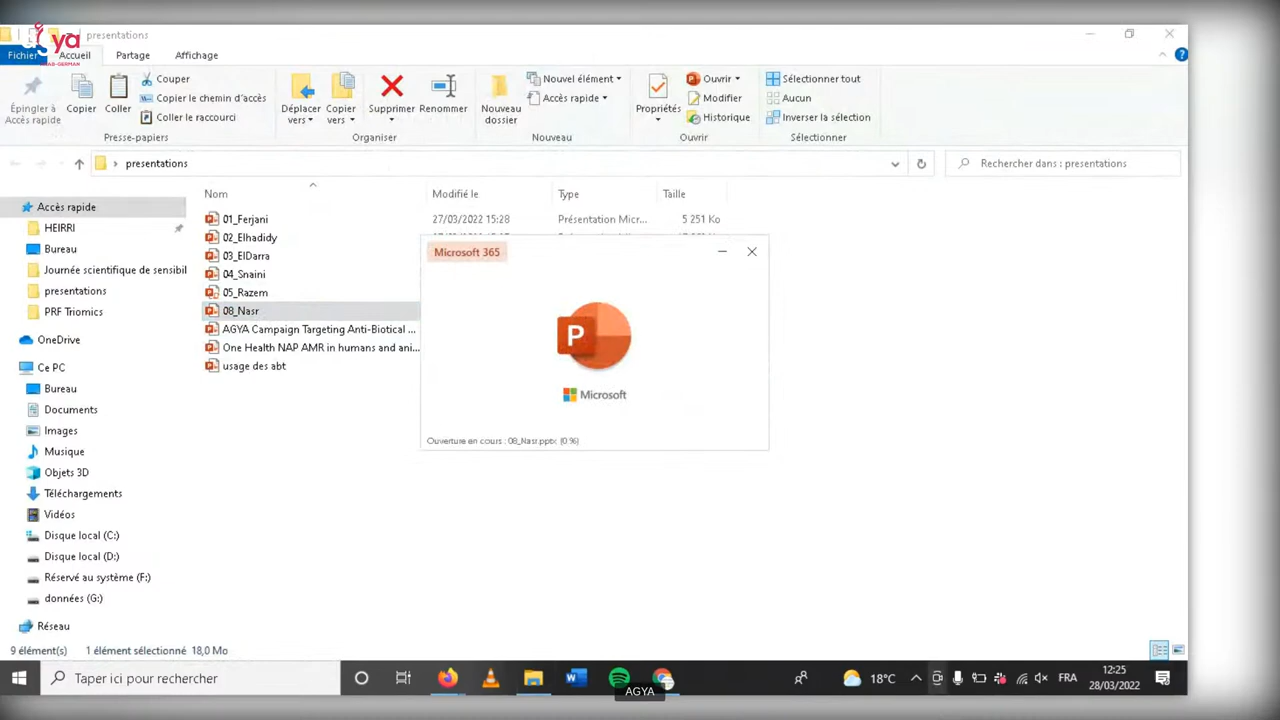 agya
ARAB-GERMAN
presentations
Fichier Accueil Partage Affichage
Épingler à Accès rapide
Copier
Coller
Couper
Copier le chemin d'accès
Coller le raccourci
Presse-papiers
Déplacer vers
Copier vers
Supprimer
Renommer
Organiser
Nouveau dossier
Nouvel élément
Accès rapide
Nouveau
Propriétés
Ouvrir
Modifier
Historique
Ouvrir
Sélectionner tout
Aucun
Inverser la sélection
Sélectionner
presentations
Rechercher dans : presentations
Nom Modifié le Type Taille
01_Ferjani 27/03/2022 15:28 Présentation Micr... 5 251 Ko
02_Elhadidy
03_ElDarra
04_Snaini
05_Razem
08_Nasr
AGYA Campaign Targeting Anti-Biotical ...
One Health NAP AMR in humans and ani...
usage des abt
Accès rapide
HEIRRI
Bureau
Journée scientifique de sensibil
presentations
PRF Triomics
OneDrive
Ce PC
Bureau
Documents
Images
Musique
Objets 3D
Téléchargements
Vidéos
Disque local (C:)
Disque local (D:)
Réservé au système (F:)
données (G:)
Réseau
Microsoft 365
P
Microsoft
Ouverture en cours : 08_Nasr.pptx (0 %)
9 élément(s) 1 élément sélectionné 18,0 Mo
Taper ici pour rechercher
18°C
FRA
12:25
28/03/2022
AGYA